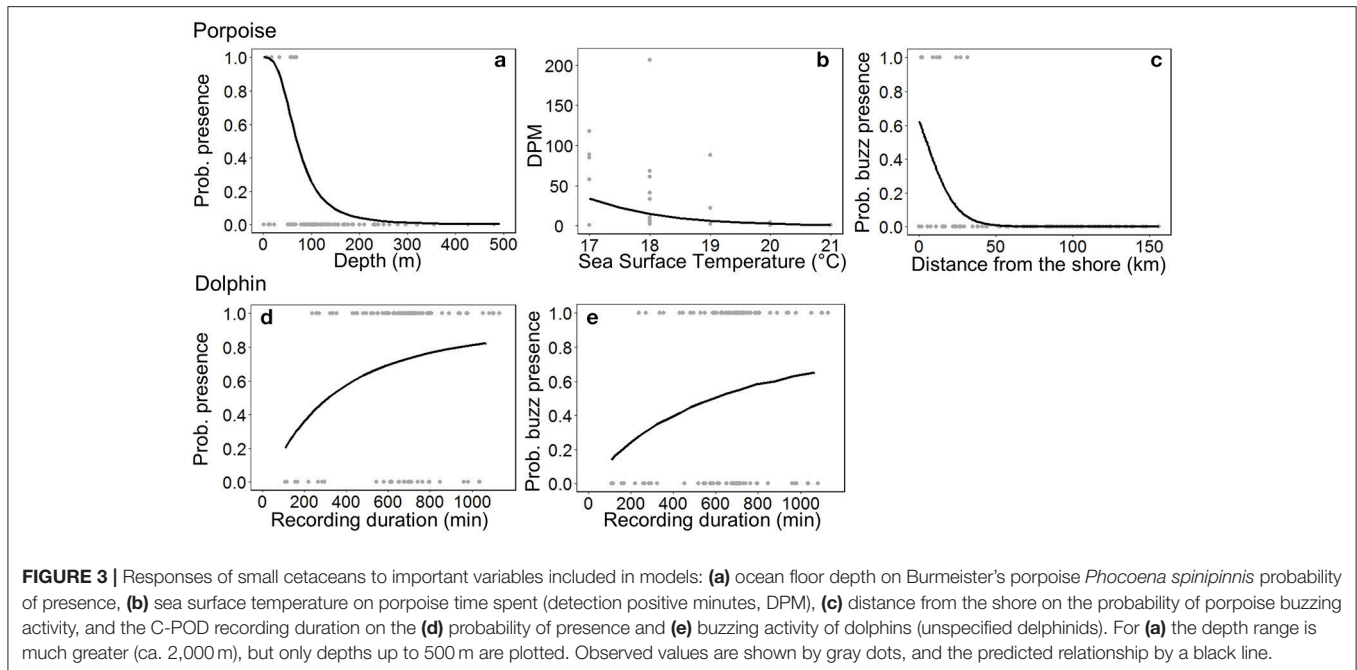 Porpoise
a
Prob. presence
1.0
0.8
0.6
0.4
0.2
0.0
0 100 200 300 400 500
Depth (m)
b
DPM
200
150
100
50
0
17 18 19 20 21
Sea Surface Temperature (°C)
c
Prob. buzz presence
1.0
0.8
0.6
0.4
0.2
0.0
0 50 100 150
Distance from the shore (km)
Dolphin
d
Prob. presence
1.0
0.8
0.6
0.4
0.2
0.0
0 200 400 600 800 1000
Recording duration (min)
e
Prob. buzz presence
1.0
0.8
0.6
0.4
0.2
0.0
0 200 400 600 800 1000
Recording duration (min)
FIGURE 3 | Responses of small cetaceans to important variables included in models: (a) ocean floor depth on Burmeister's porpoise Phocoena spinipinnis probability
of presence, (b) sea surface temperature on porpoise time spent (detection positive minutes, DPM), (c) distance from the shore on the probability of porpoise buzzing
activity, and the C-POD recording duration on the (d) probability of presence and (e) buzzing activity of dolphins (unspecified delphinids). For (a) the depth range is
much greater (ca. 2,000 m), but only depths up to 500 m are plotted. Observed values are shown by gray dots, and the predicted relationship by a black line.